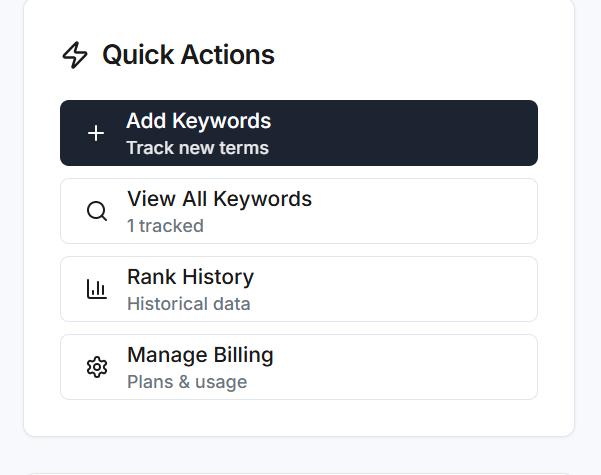 Quick Actions
Add Keywords
Track new terms
View All Keywords
1 tracked
Rank History
Historical data
Manage Billing
Plans & usage